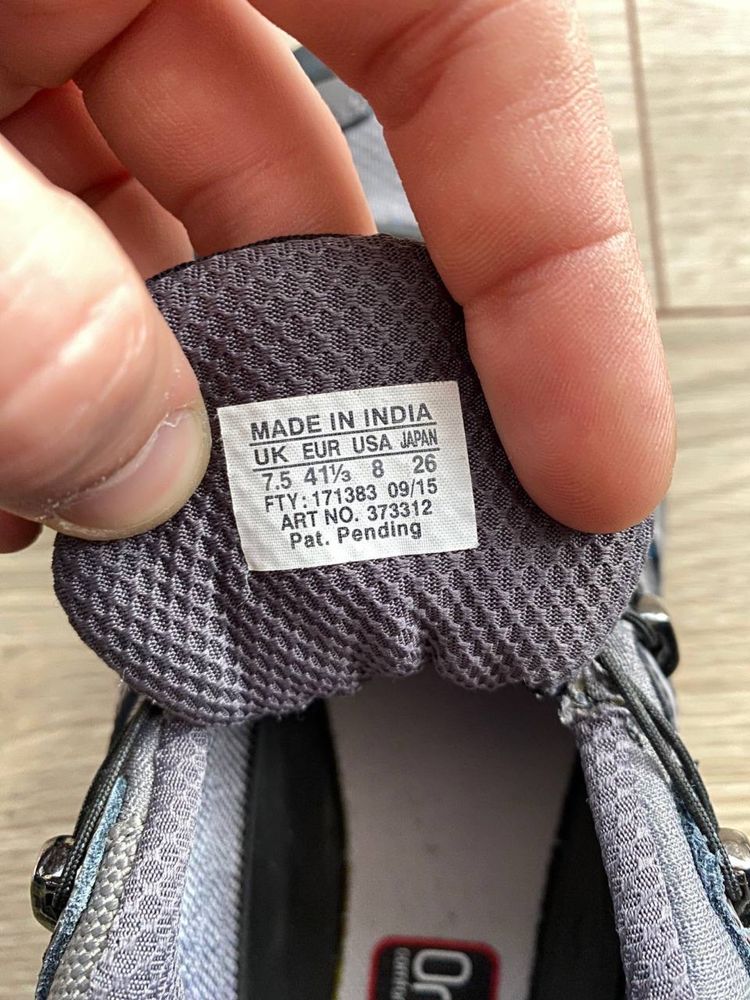 MADE IN INDIA
UK EUR USA JAPAN
7.5 41⅓ 8 26
FTY: 171383 09/15
ART NO. 373312
Pat. Pending